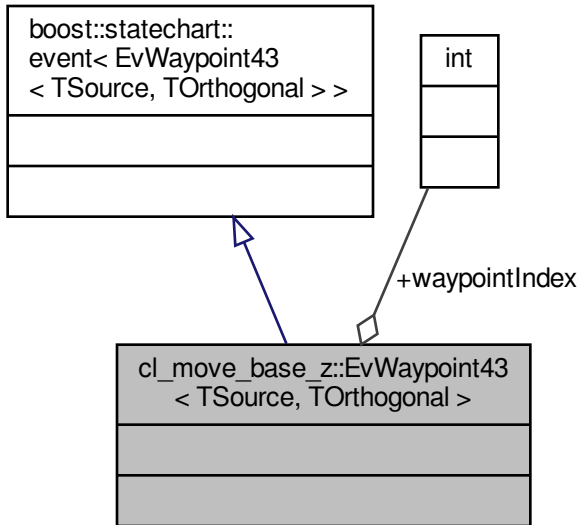 boost::statechart::
event< EvWaypoint43
< TSource, TOrthogonal > >
int
+waypointIndex
cl_move_base_z::EvWaypoint43
< TSource, TOrthogonal >